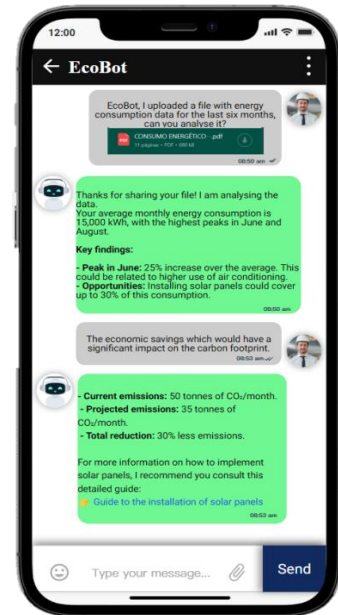 12:00
EcoBot
EcoBot, I uploaded a file with energy
consumption data for the last six months,
can you analyse it?
CONSUMO ENERGÉTICO-.pdf
11 páginas • PDF • 686 kB
08:50 am
Thanks for sharing your file! I am analysing the
data.
Your average monthly energy consumption is
15,000 kWh, with the highest peaks in June and
August.
Key findings:
- Peak in June: 25% increase over the average. This
could be related to higher use of air conditioning.
- Opportunities: Installing solar panels could cover
up to 30% of this consumption.
08:50 am
The economic savings which would have a
significant impact on the carbon footprint.
08:53 am
- Current emissions: 50 tonnes of CO₂/month.
- Projected emissions: 35 tonnes of
CO₂/month.
- Total reduction: 30% less emissions.
For more information on how to implement
solar panels, I recommend you consult this
detailed guide:
👉 Guide to the installation of solar panels
08:53 am
Type your message...
Send